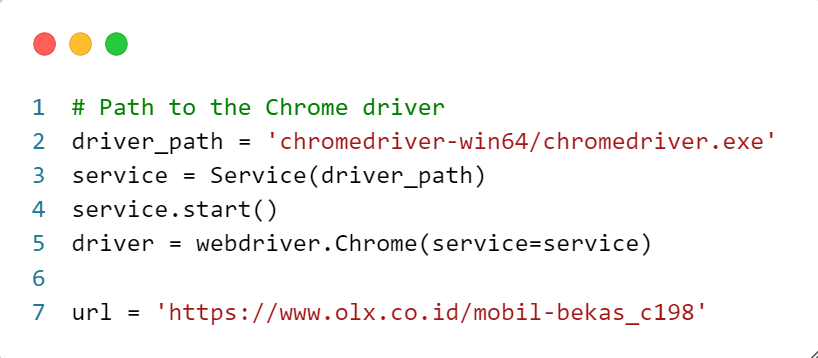 1 # Path to the Chrome driver
2 driver_path = 'chromedriver-win64/chromedriver.exe'
3 service = Service(driver_path)
4 service.start()
5 driver = webdriver.Chrome(service=service)
6
7 url = 'https://www.olx.co.id/mobil-bekas_c198'